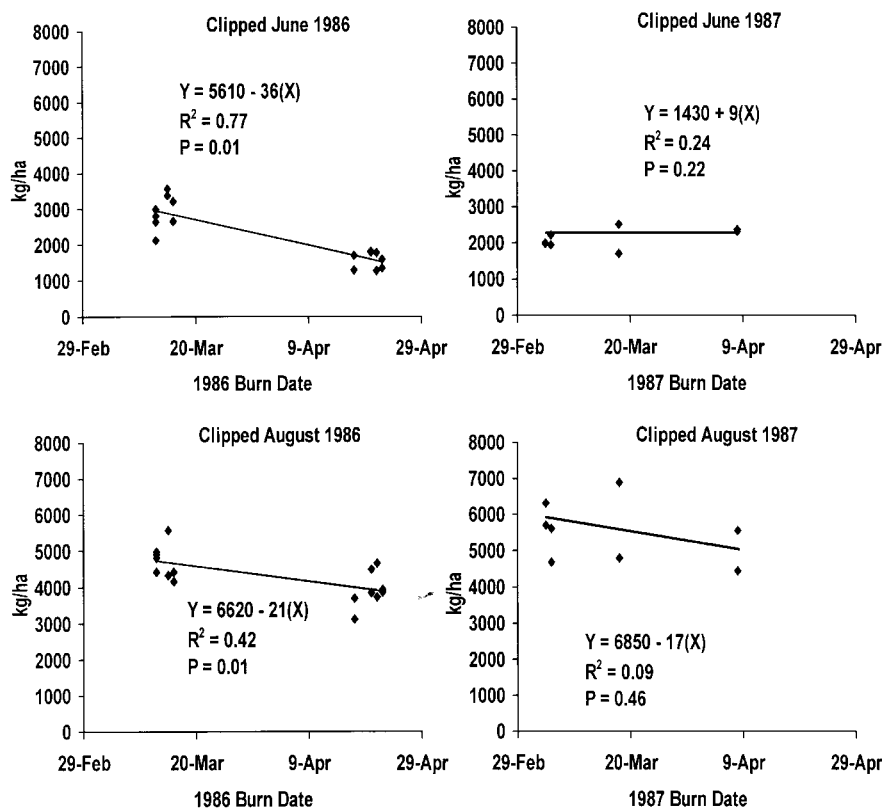 Clipped June 1986
8000
7000
6000
5000
4000
3000
2000
1000
0
kg/ha
Y = 5610 - 36(X)
R² = 0.77
P = 0.01
29-Feb 20-Mar 9-Apr 29-Apr
1986 Burn Date
Clipped June 1987
8000
7000
6000
5000
4000
3000
2000
1000
0
kg/ha
Y = 1430 + 9(X)
R² = 0.24
P = 0.22
29-Feb 20-Mar 9-Apr 29-Apr
1987 Burn Date
Clipped August 1986
8000
7000
6000
5000
4000
3000
2000
1000
0
kg/ha
Y = 6620 - 21(X)
R² = 0.42
P = 0.01
29-Feb 20-Mar 9-Apr 29-Apr
1986 Burn Date
Clipped August 1987
8000
7000
6000
5000
4000
3000
2000
1000
0
kg/ha
Y = 6850 - 17(X)
R² = 0.09
P = 0.46
29-Feb 20-Mar 9-Apr 29-Apr
1987 Burn Date